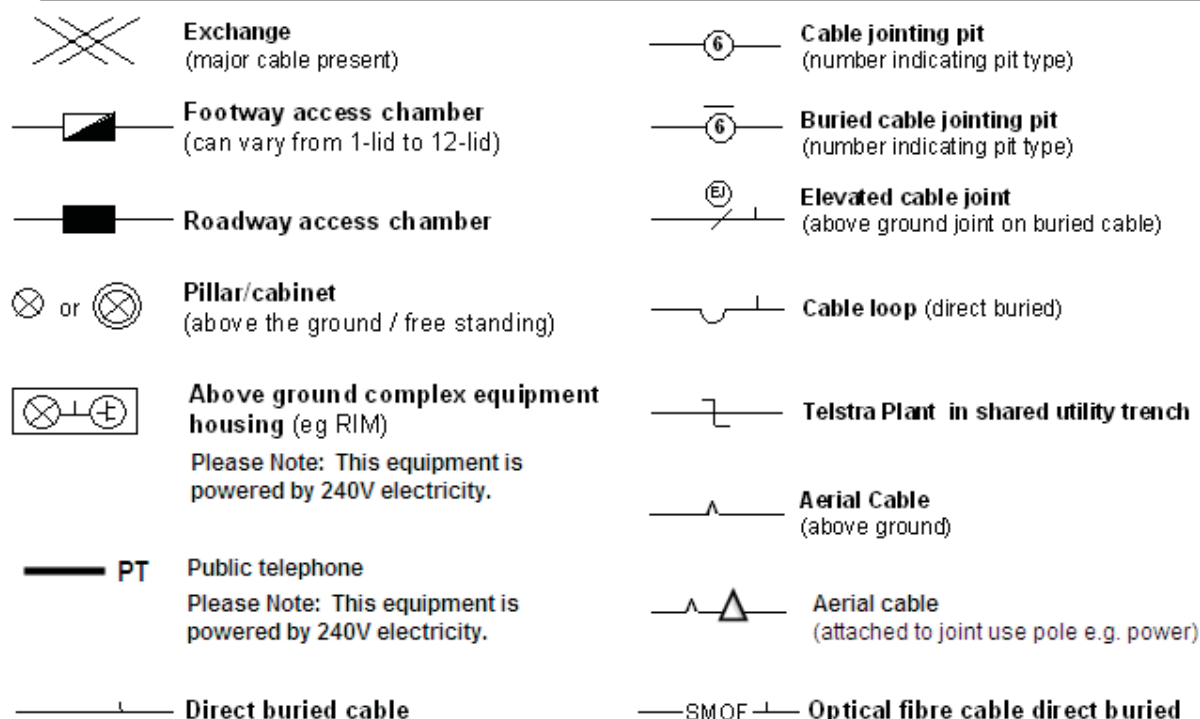 Exchange
(major cable present)
Footway access chamber
(can vary from 1-lid to 12-lid)
Roadway access chamber
or
Pillar/cabinet
(above the ground / free standing)
Above ground complex equipment
housing (eg RIM)
Please Note: This equipment is
powered by 240V electricity.
PT Public telephone
Please Note: This equipment is
powered by 240V electricity.
Direct buried cable
6 Cable jointing pit
(number indicating pit type)
6 Buried cable jointing pit
(number indicating pit type)
EJ Elevated cable joint
(above ground joint on buried cable)
Cable loop (direct buried)
Telstra Plant in shared utility trench
Aerial Cable
(above ground)
Aerial cable
(attached to joint use pole e.g. power)
SMOF Optical fibre cable direct buried